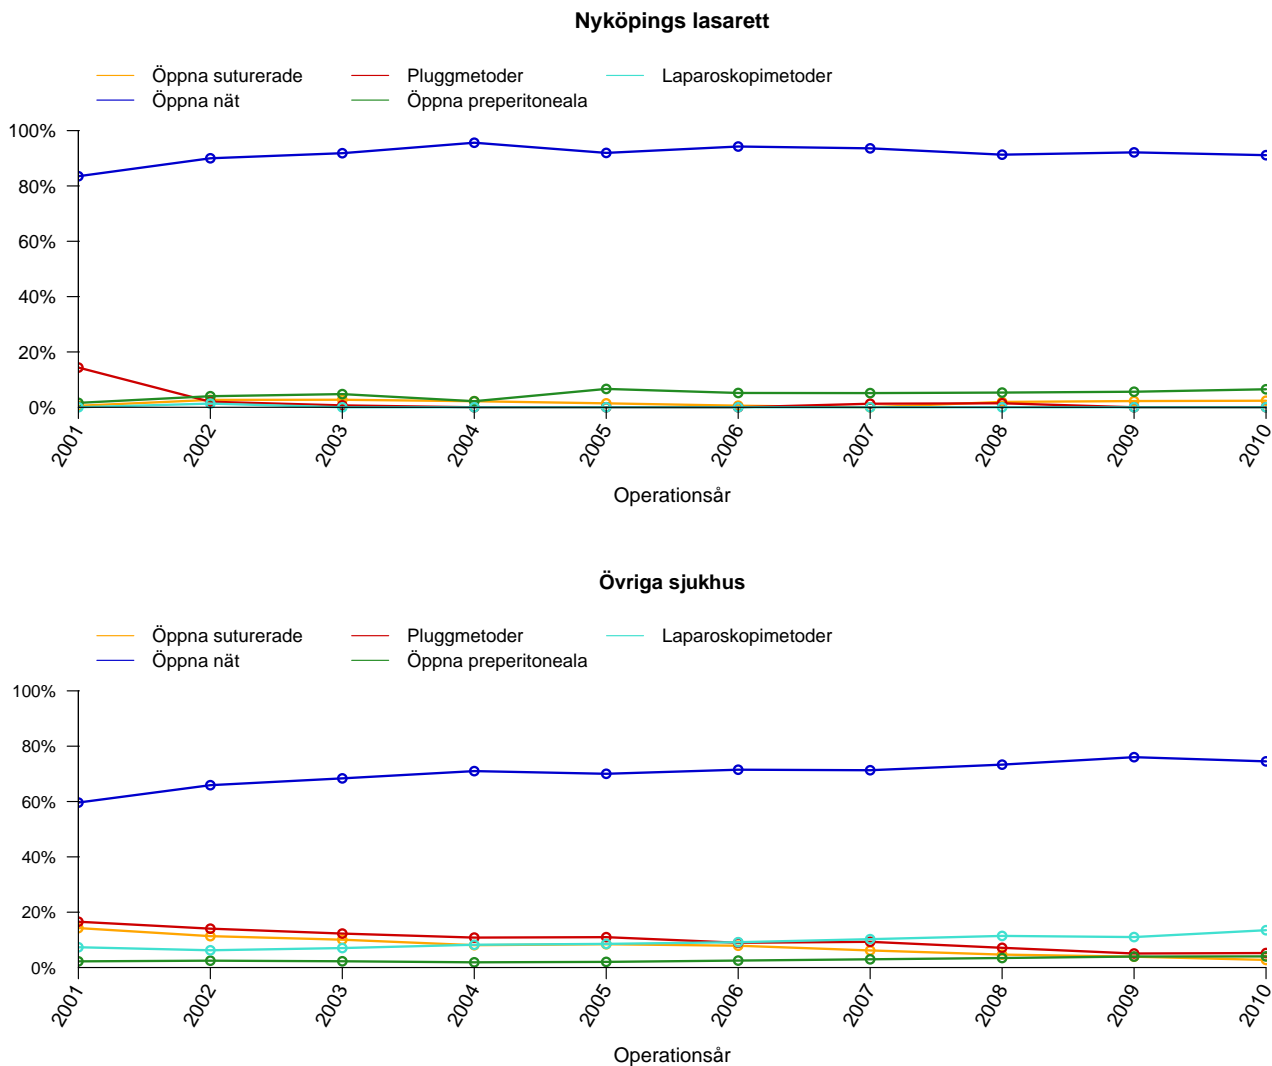 Nyköpings lasarett
Öppna suturerade Pluggmetoder Laparoskopimetoder
Öppna nät Öppna preperitoneala
100%
80%
60%
40%
20%
0%
2001 2002 2003 2004 2005 2006 2007 2008 2009 2010
Operationsår
Övriga sjukhus
Öppna suturerade Pluggmetoder Laparoskopimetoder
Öppna nät Öppna preperitoneala
100%
80%
60%
40%
20%
0%
2001 2002 2003 2004 2005 2006 2007 2008 2009 2010
Operationsår